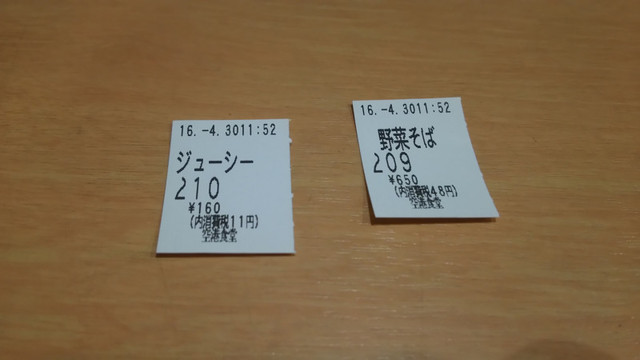 16.-4.3011:52
ジューシー
210
¥160
(内消費税11円)
空港食堂
16.-4.3011:52
野菜そば
209
¥650
(内消費税48円)
空港食堂